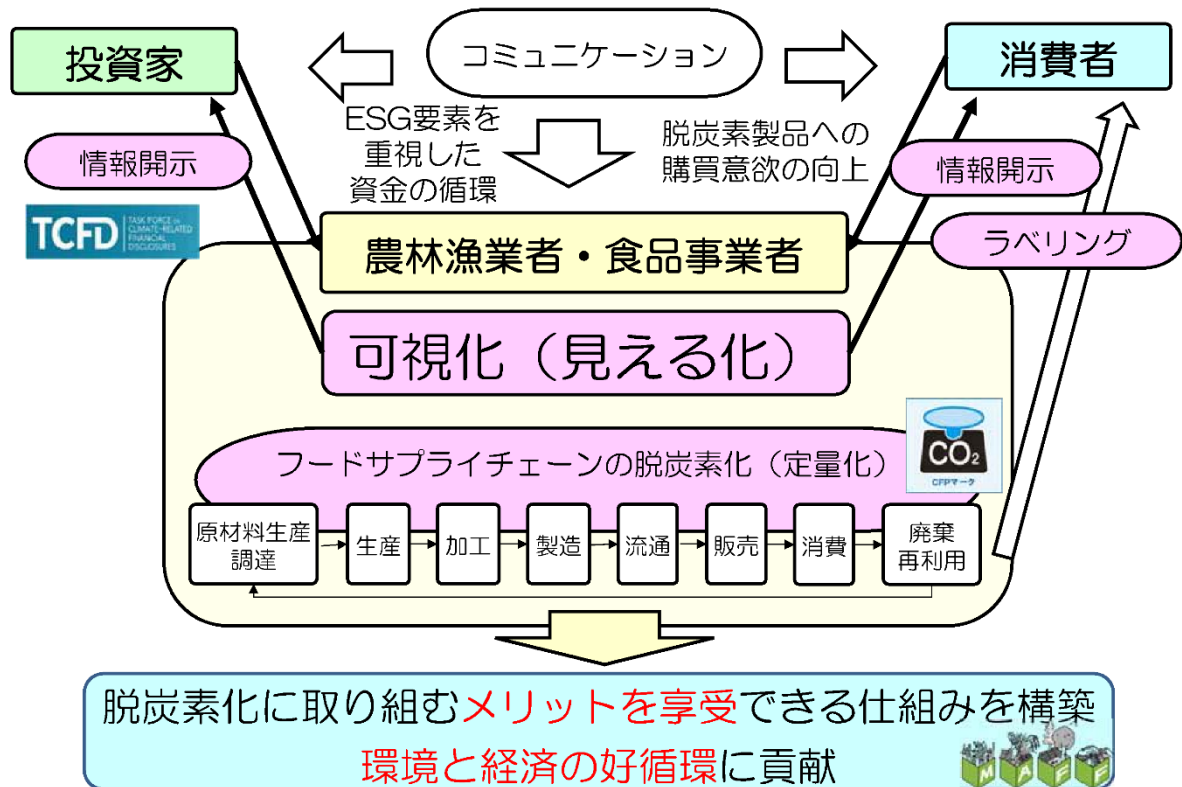 コミュニケーション
投資家
消費者
ESG要素を
重視した
資金の循環
脱炭素製品への
購買意欲の向上
情報開示
情報開示
TCFD
TASK FORCE ON
CLIMATE-RELATED
FINANCIAL
DISCLOSURES
ラベリング
農林漁業者・食品事業者
可視化(見える化)
フードサプライチェーンの脱炭素化(定量化)
CO2
CFPマーク
原材料生産
調達
生産
加工
製造
流通
販売
消費
廃棄
再利用
脱炭素化に取り組むメリットを享受できる仕組みを構築
環境と経済の好循環に貢献
MAFF